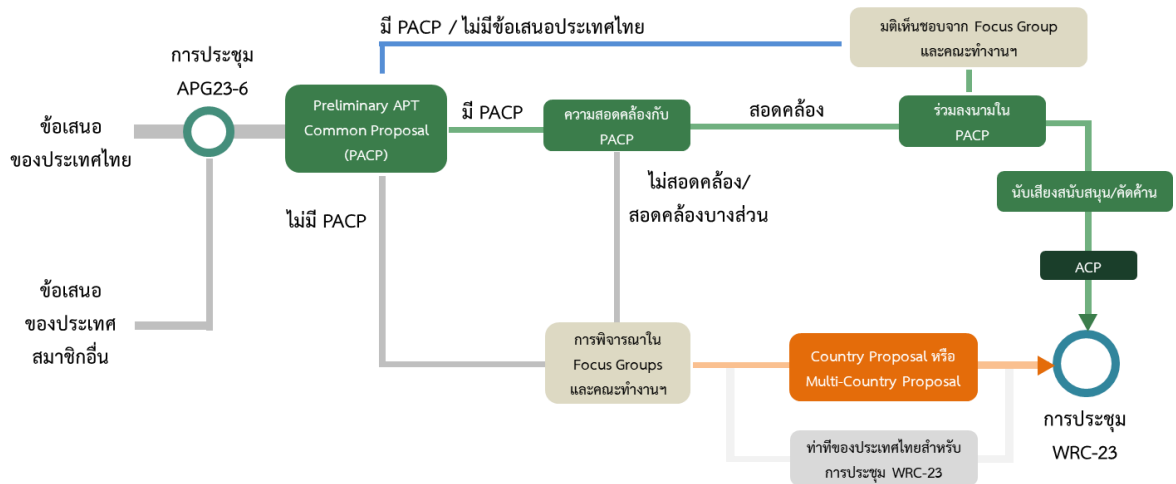 มี PACP / ไม่มีข้อเสนอประเทศไทย
มติเห็นชอบจาก Focus Group
และคณะทำงานฯ
การประชุม
APG23-6
ข้อเสนอ
ของประเทศไทย
Preliminary APT
Common Proposal
(PACP)
มี PACP
ความสอดคล้องกับ
PACP
สอดคล้อง
ร่วมลงนามใน
PACP
ไม่มี PACP
ไม่สอดคล้อง/
สอดคล้องบางส่วน
นับเสียงสนับสนุน/คัดค้าน
ACP
ข้อเสนอ
ของประเทศ
สมาชิกอื่น
การพิจารณาใน
Focus Groups
และคณะทำงานฯ
Country Proposal หรือ
Multi-Country Proposal
ท่าทีของประเทศไทยสำหรับ
การประชุม WRC-23
การประชุม
WRC-23